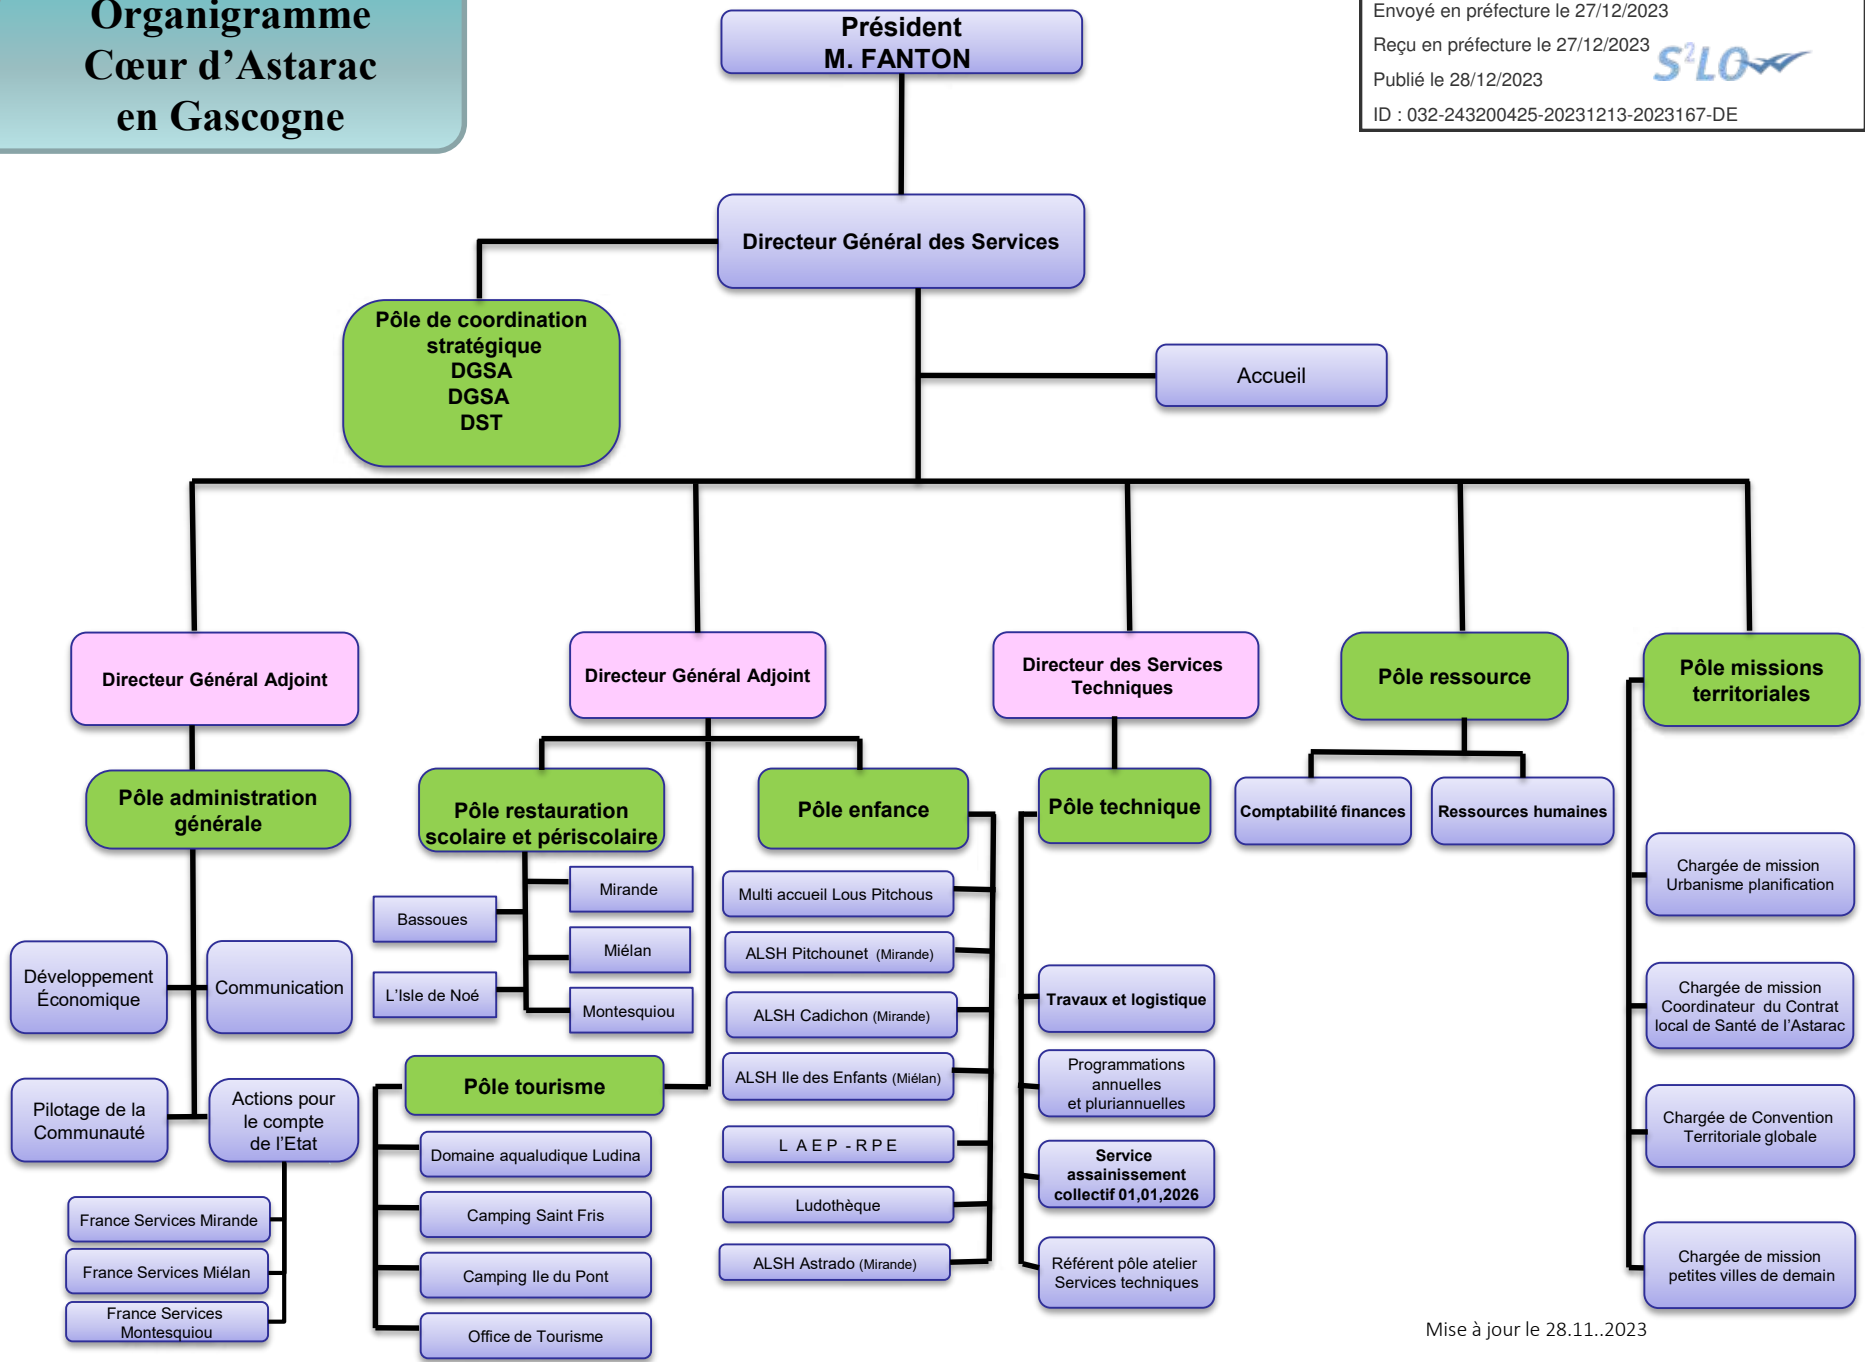 Organigramme
Cœur d’Astarac
en Gascogne
Président
M. FANTON
Envoyé en préfecture le 27/12/2023
Reçu en préfecture le 27/12/2023
S²LO
Publié le 28/12/2023
ID : 032-243200425-20231213-2023167-DE
Directeur Général des Services
Pôle de coordination
stratégique
DGSA
DGSA
DST
Accueil
Directeur Général Adjoint
Directeur Général Adjoint
Directeur des Services
Techniques
Pôle ressource
Pôle missions
territoriales
Pôle administration
générale
Développement
Économique
Communication
Pilotage de la
Communauté
Actions pour
le compte
de l’Etat
France Services Mirande
France Services Miélan
France Services
Montesquiou
Pôle restauration
scolaire et périscolaire
Mirande
Bassoues
Miélan
L’Isle de Noé
Montesquiou
Pôle tourisme
Domaine aqualudique Ludina
Camping Saint Fris
Camping Ile du Pont
Office de Tourisme
Pôle enfance
Multi accueil Lous Pitchous
ALSH Pitchounet (Mirande)
ALSH Cadichon (Mirande)
ALSH Ile des Enfants (Miélan)
L A E P - R P E
Ludothèque
ALSH Astrado (Mirande)
Pôle technique
Travaux et logistique
Programmations
annuelles
et pluriannuelles
Service
assainissement
collectif 01,01,2026
Référent pôle atelier
Services techniques
Comptabilité finances
Ressources humaines
Chargée de mission
Urbanisme planification
Chargée de mission
Coordinateur du Contrat
local de Santé de l’Astarac
Chargée de Convention
Territoriale globale
Chargée de mission
petites villes de demain
Mise à jour le 28.11..2023